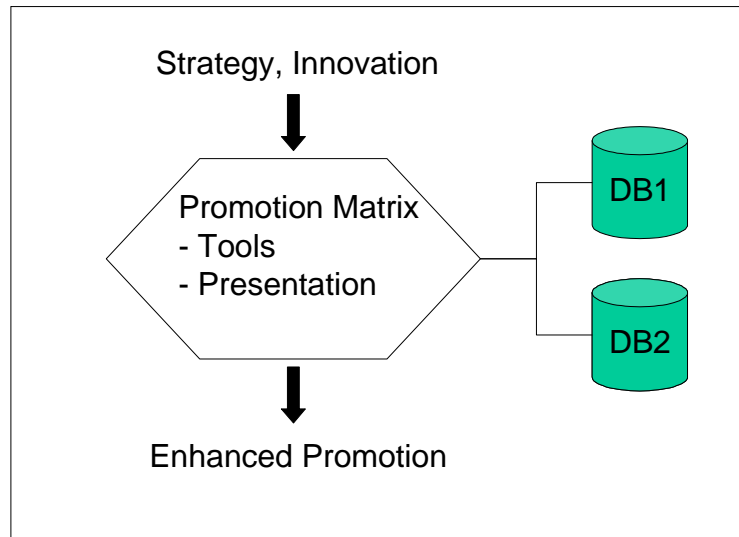 Strategy, Innovation
Promotion Matrix
- Tools
- Presentation
DB1
DB2
Enhanced Promotion